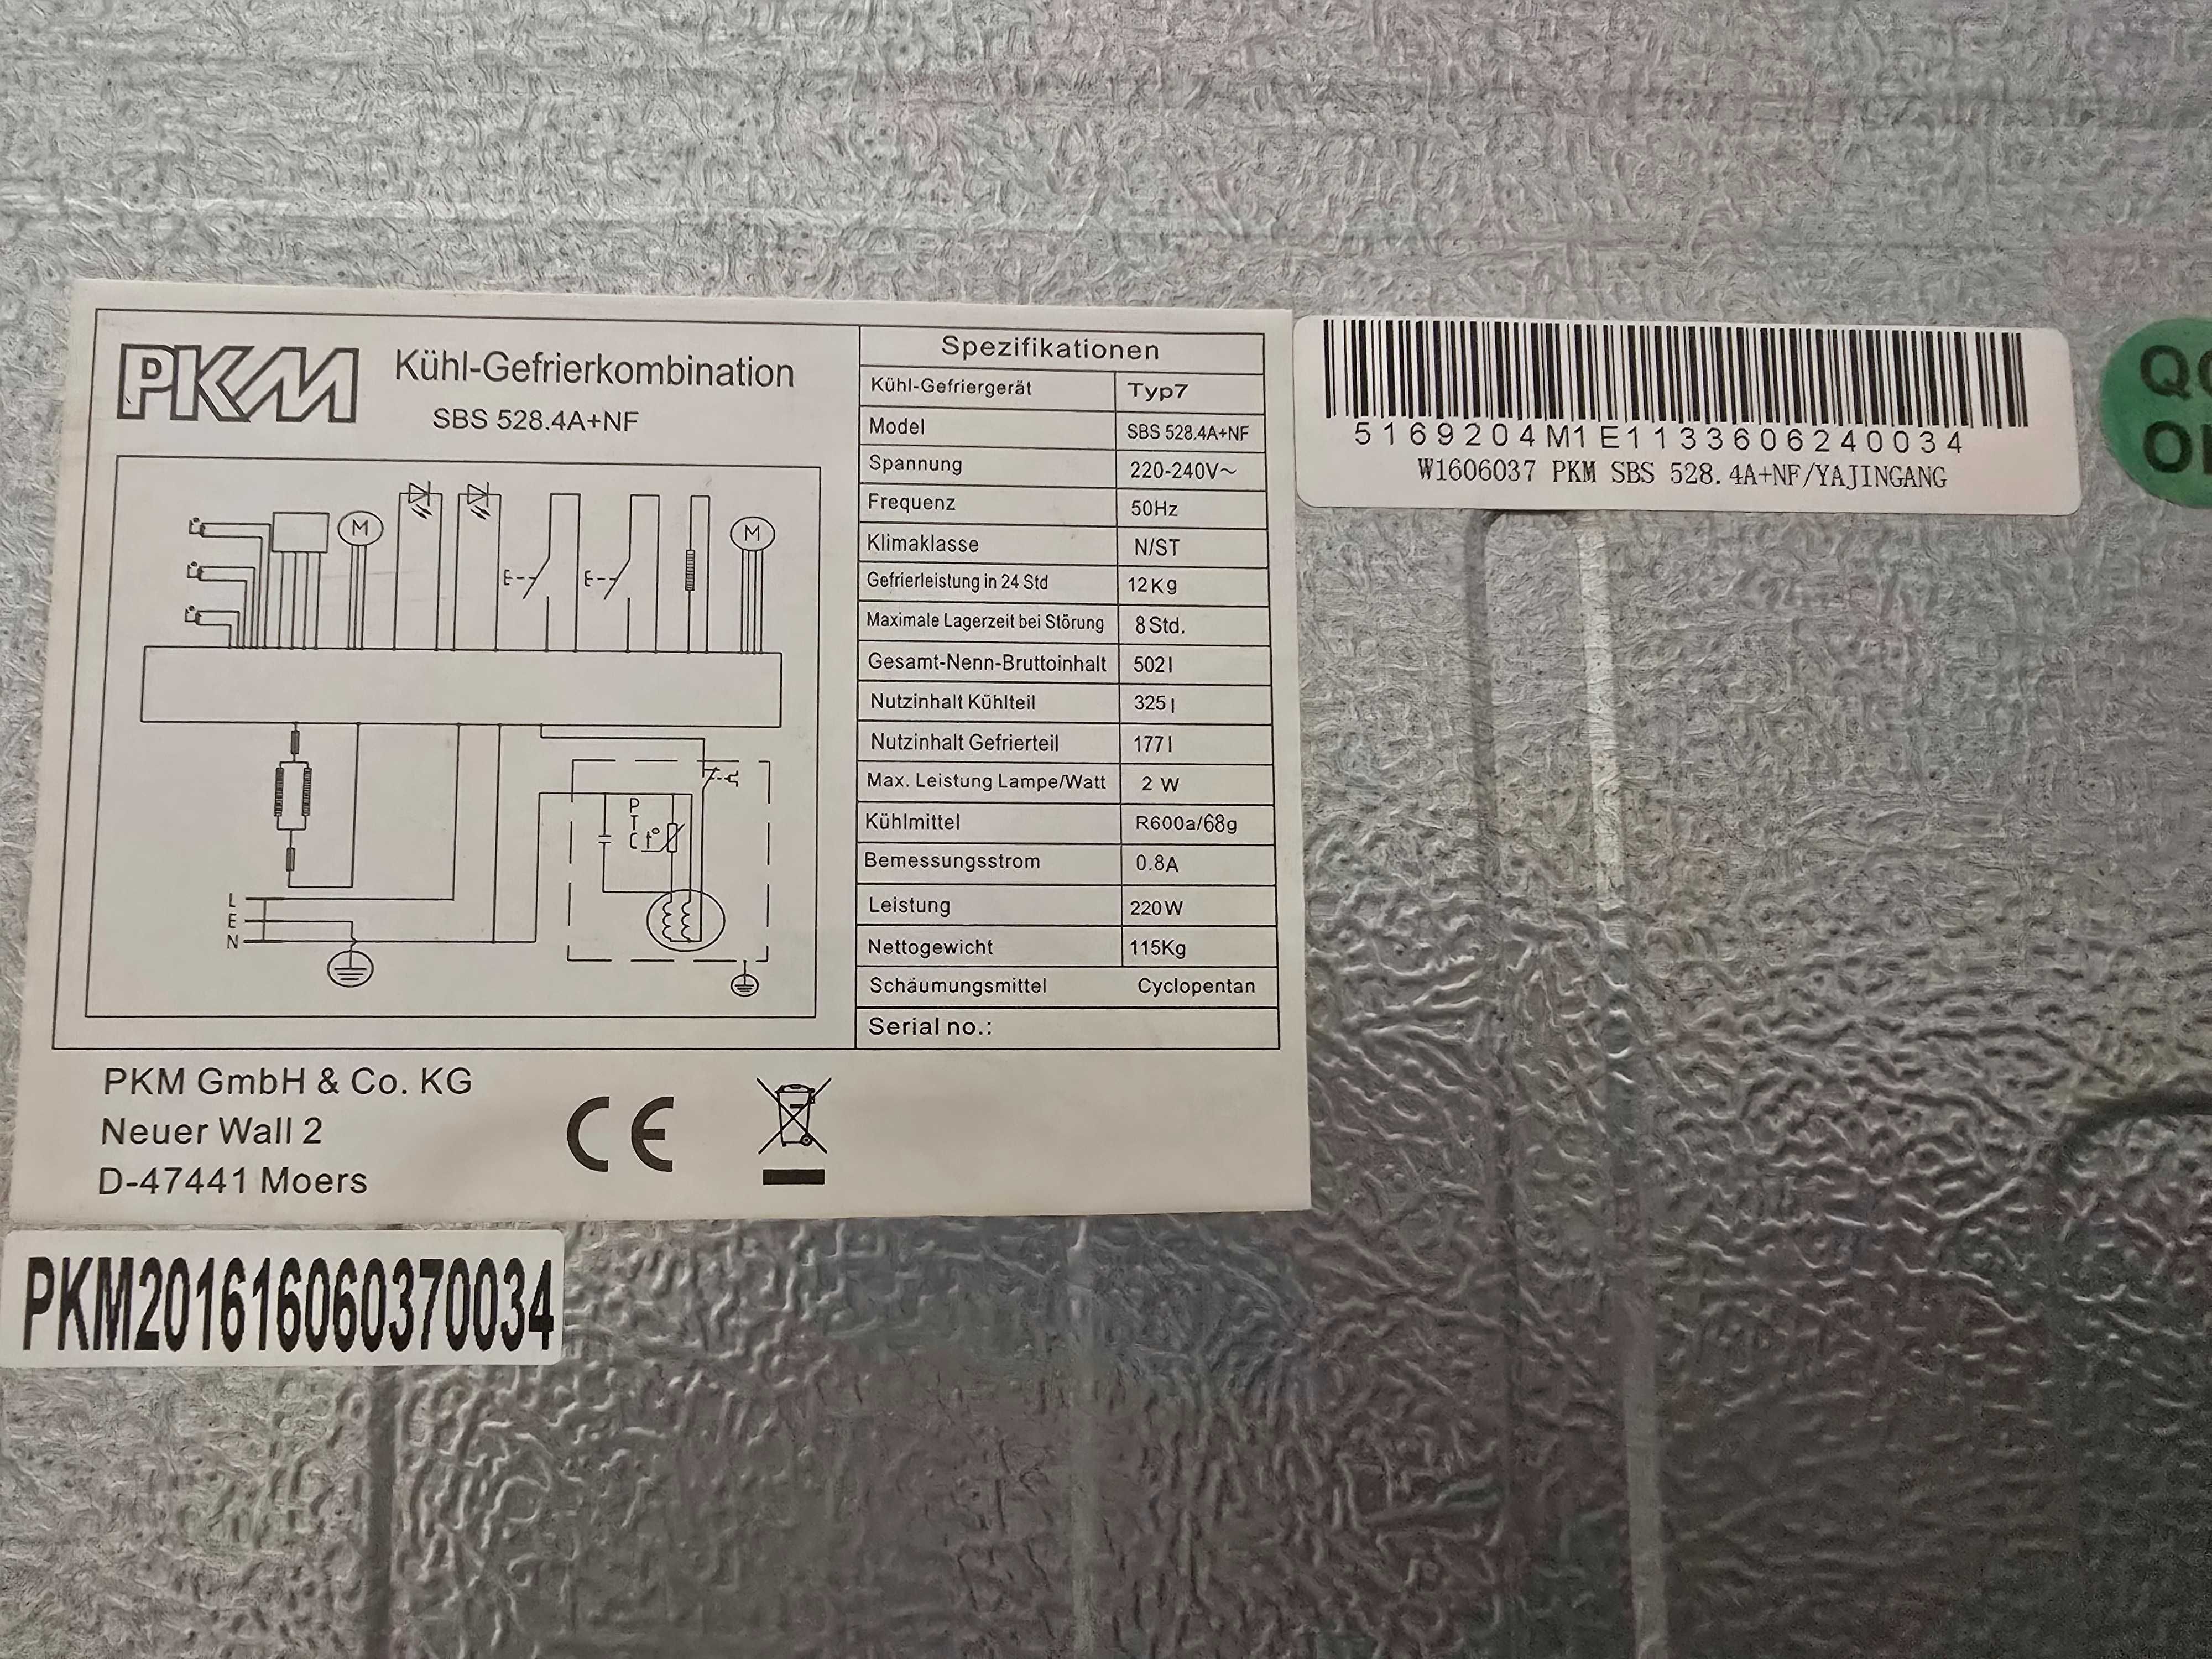 PKM
Kühl-Gefrierkombination
SBS 528.4A+NF
M
M
E
E
P
T
C t°
L
E
N
Spezifikationen
Kühl-Gefriergerät Typ7
Model SBS 528.4A+NF
Spannung 220-240V~
Frequenz 50Hz
Klimaklasse N/ST
Gefrierleistung in 24 Std 12Kg
Maximale Lagerzeit bei Störung 8Std.
Gesamt-Nenn-Bruttoinhalt 502l
Nutzinhalt Kühlteil 325l
Nutzinhalt Gefrierteil 177l
Max. Leistung Lampe/Watt 2 W
Kühlmittel R600a/68g
Bemessungsstrom 0.8A
Leistung 220W
Nettogewicht 115Kg
Schäumungsmittel Cyclopentan
Serial no.:
PKM GmbH & Co. KG
Neuer Wall 2
D-47441 Moers
CE
PKM201616060370034
5169204M1E1133606240034
W1606037 PKM SBS 528.4A+NF/YAJINGANG